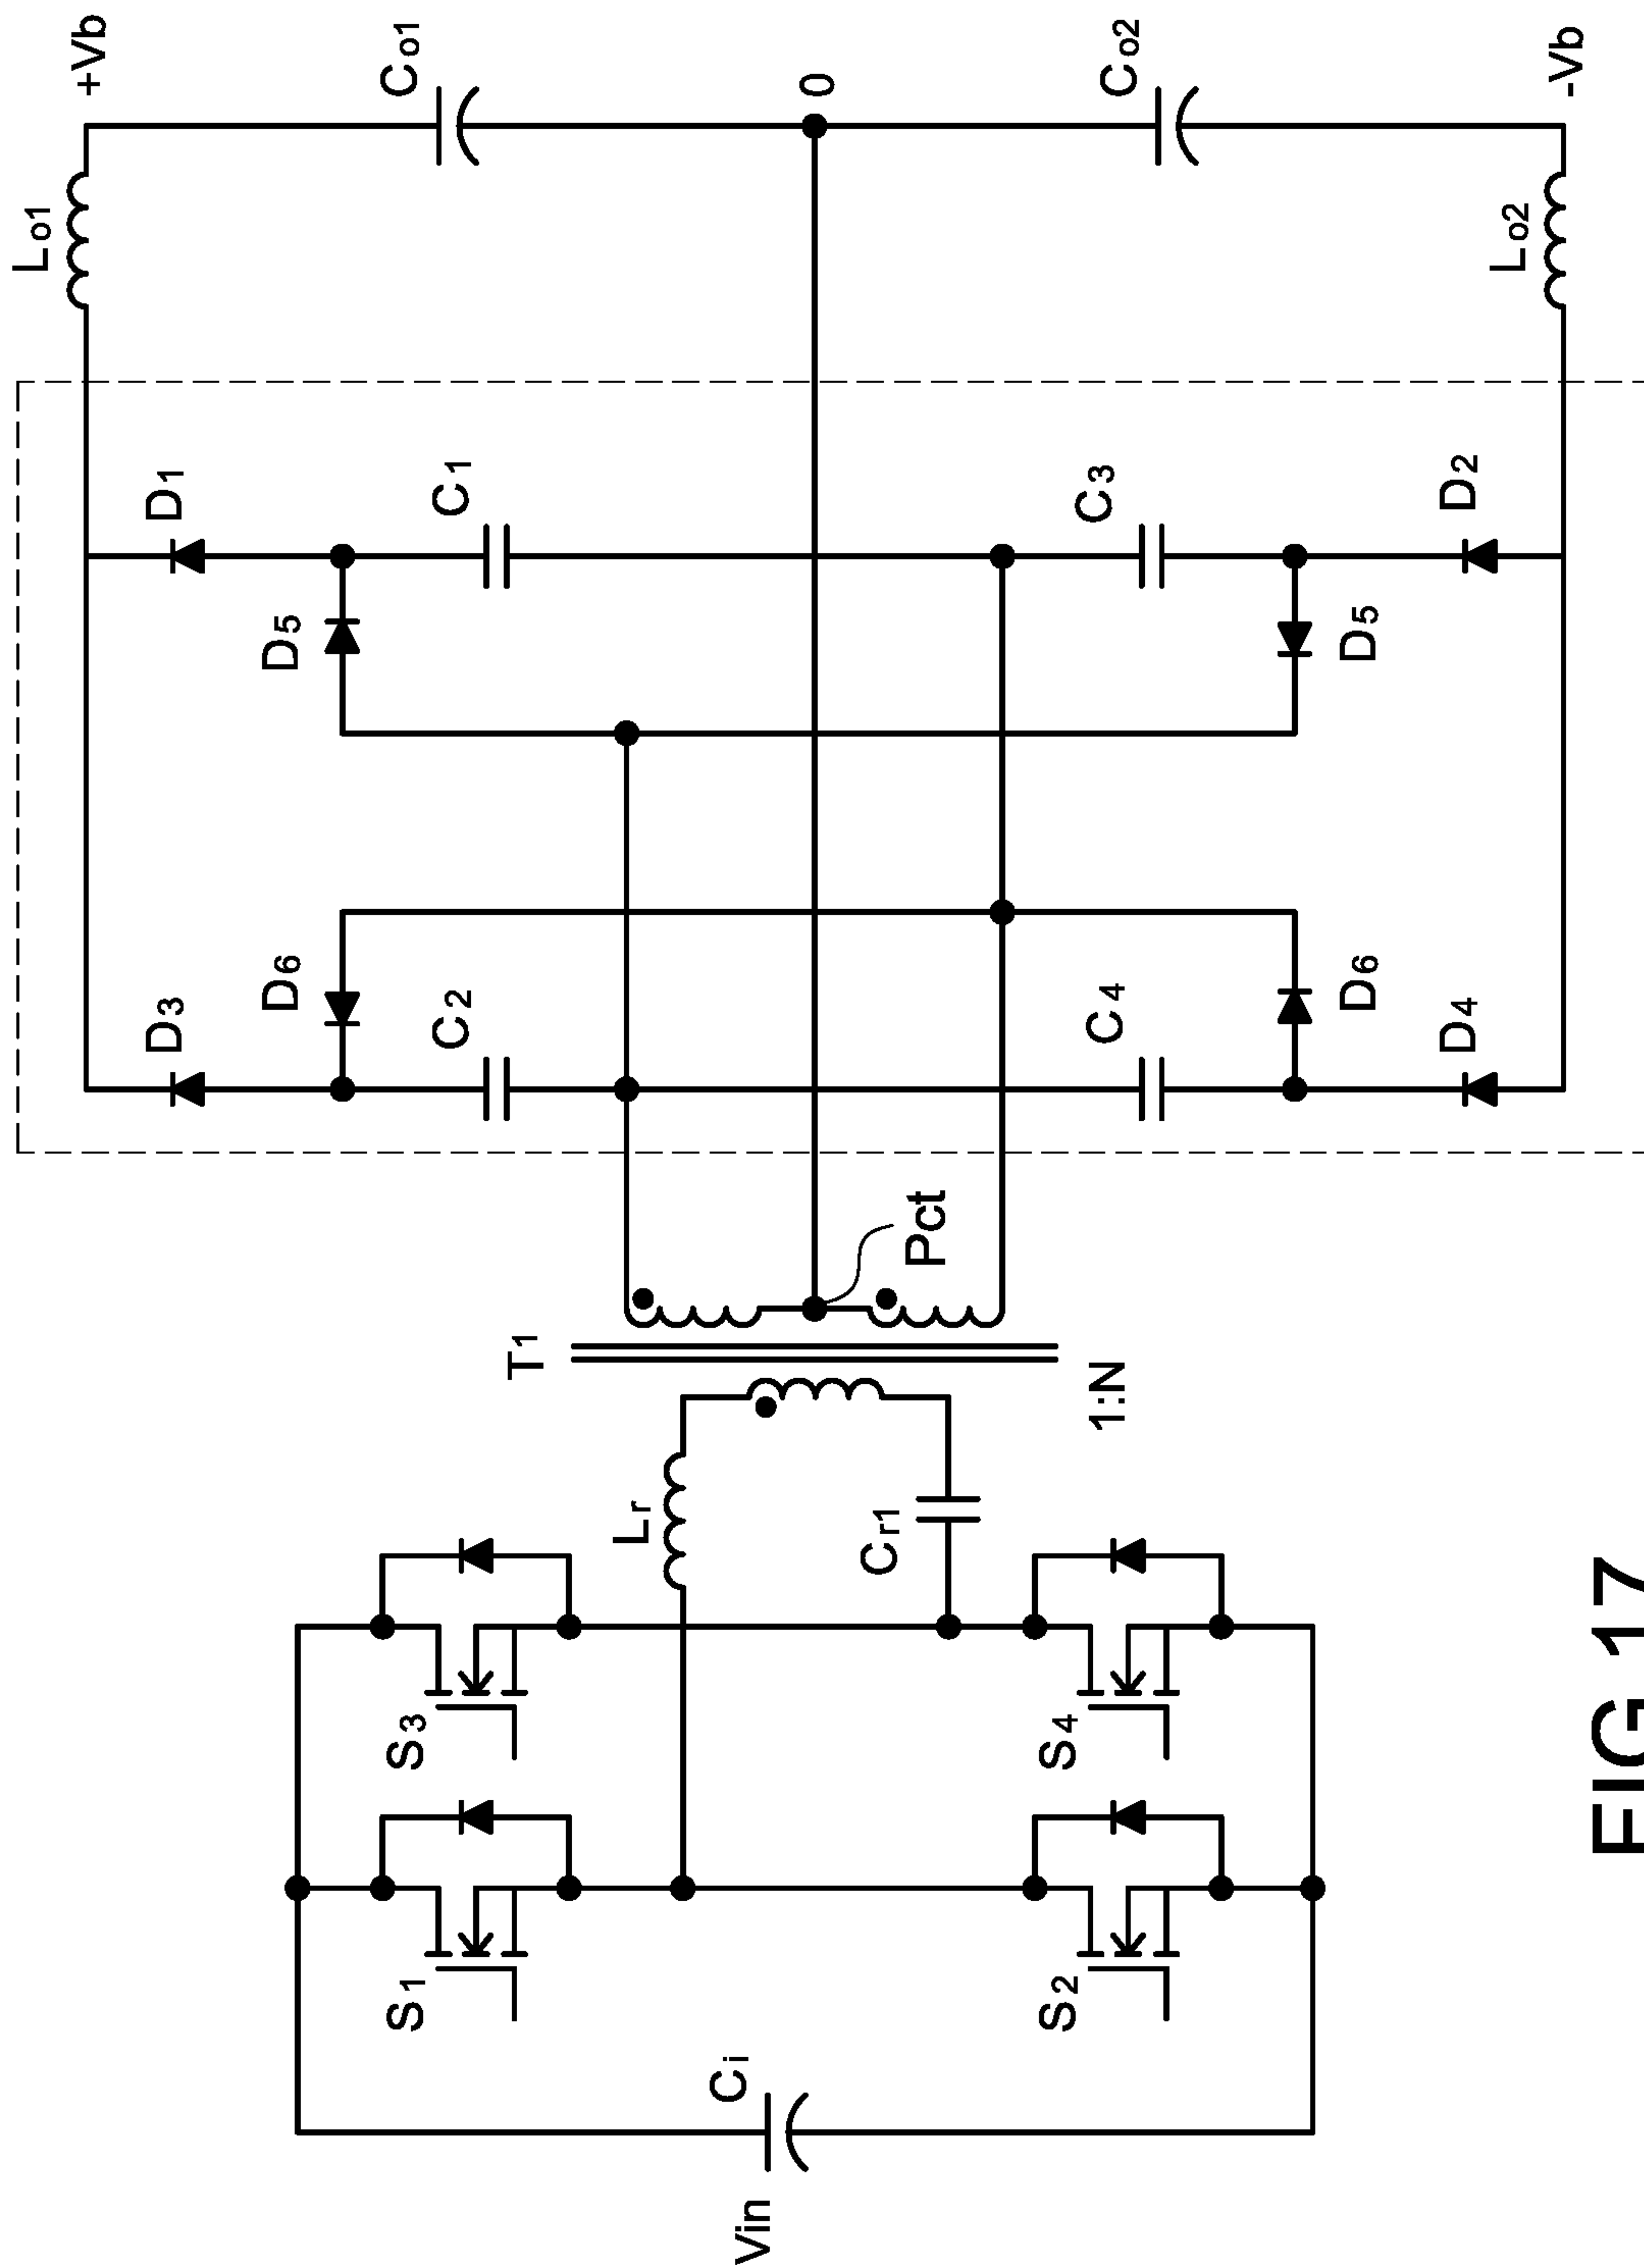 Vin
Ci
S1
S2
S3
S4
Lr
Cr1
T1
1:N
Pct
D3
D6
C2
C4
D6
D4
D1
D5
C1
C3
D5
D2
Lo1
Lo2
+Vb
Co1
0
Co2
-Vb
FIG.17